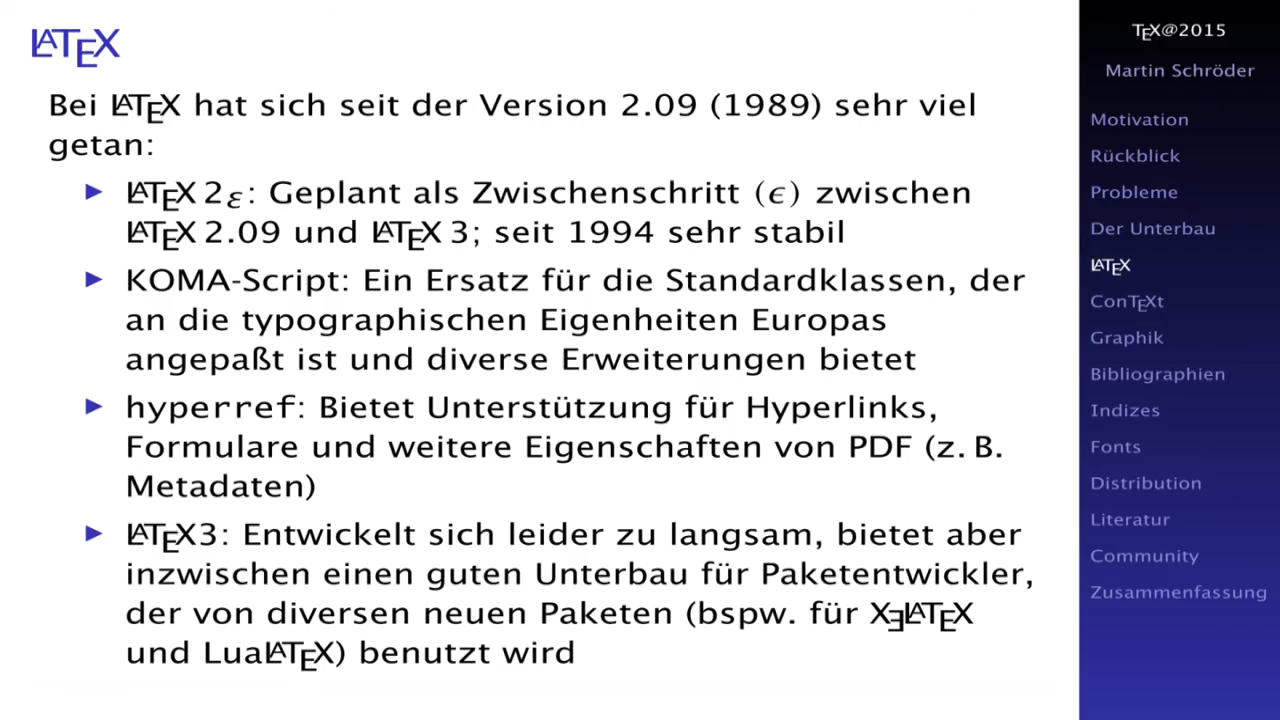 LATEX
Bei LATEX hat sich seit der Version 2.09 (1989) sehr viel
getan:
▶ LATEX 2ε: Geplant als Zwischenschritt (ϵ) zwischen
LATEX 2.09 und LATEX 3; seit 1994 sehr stabil
▶ KOMA-Script: Ein Ersatz für die Standardklassen, der
an die typographischen Eigenheiten Europas
angepaßt ist und diverse Erweiterungen bietet
▶ hyperref: Bietet Unterstützung für Hyperlinks,
Formulare und weitere Eigenschaften von PDF (z. B.
Metadaten)
▶ LATEX3: Entwickelt sich leider zu langsam, bietet aber
inzwischen einen guten Unterbau für Paketentwickler,
der von diversen neuen Paketen (bspw. für XƎLATEX
und LuaLATEX) benutzt wird
TEX@2015
Martin Schröder
Motivation
Rückblick
Probleme
Der Unterbau
LATEX
ConTEXt
Graphik
Bibliographien
Indizes
Fonts
Distribution
Literatur
Community
Zusammenfassung